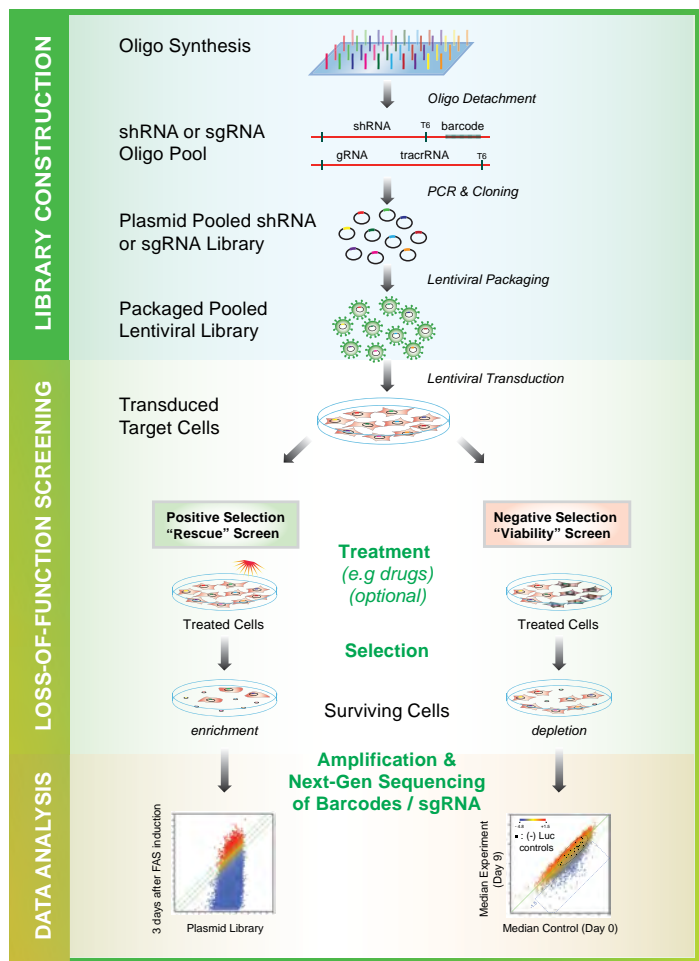 LIBRARY CONSTRUCTION
Oligo Synthesis
Oligo Detachment
shRNA or sgRNA
Oligo Pool
shRNA T6 barcode
gRNA tracrRNA T6
PCR & Cloning
Plasmid Pooled shRNA
or sgRNA Library
Lentiviral Packaging
Packaged Pooled
Lentiviral Library
LOSS-OF-FUNCTION SCREENING
Lentiviral Transduction
Transduced
Target Cells
Positive Selection
"Rescue" Screen
Negative Selection
"Viability" Screen
Treatment
(e.g drugs)
(optional)
Treated Cells
Treated Cells
Selection
Surviving Cells
enrichment
depletion
DATA ANALYSIS
Amplification &
Next-Gen Sequencing
of Barcodes / sgRNA
3 days after FAS induction
Plasmid Library
Median Experiment
(Day 9)
: (-) Luc
controls
Median Control (Day 0)